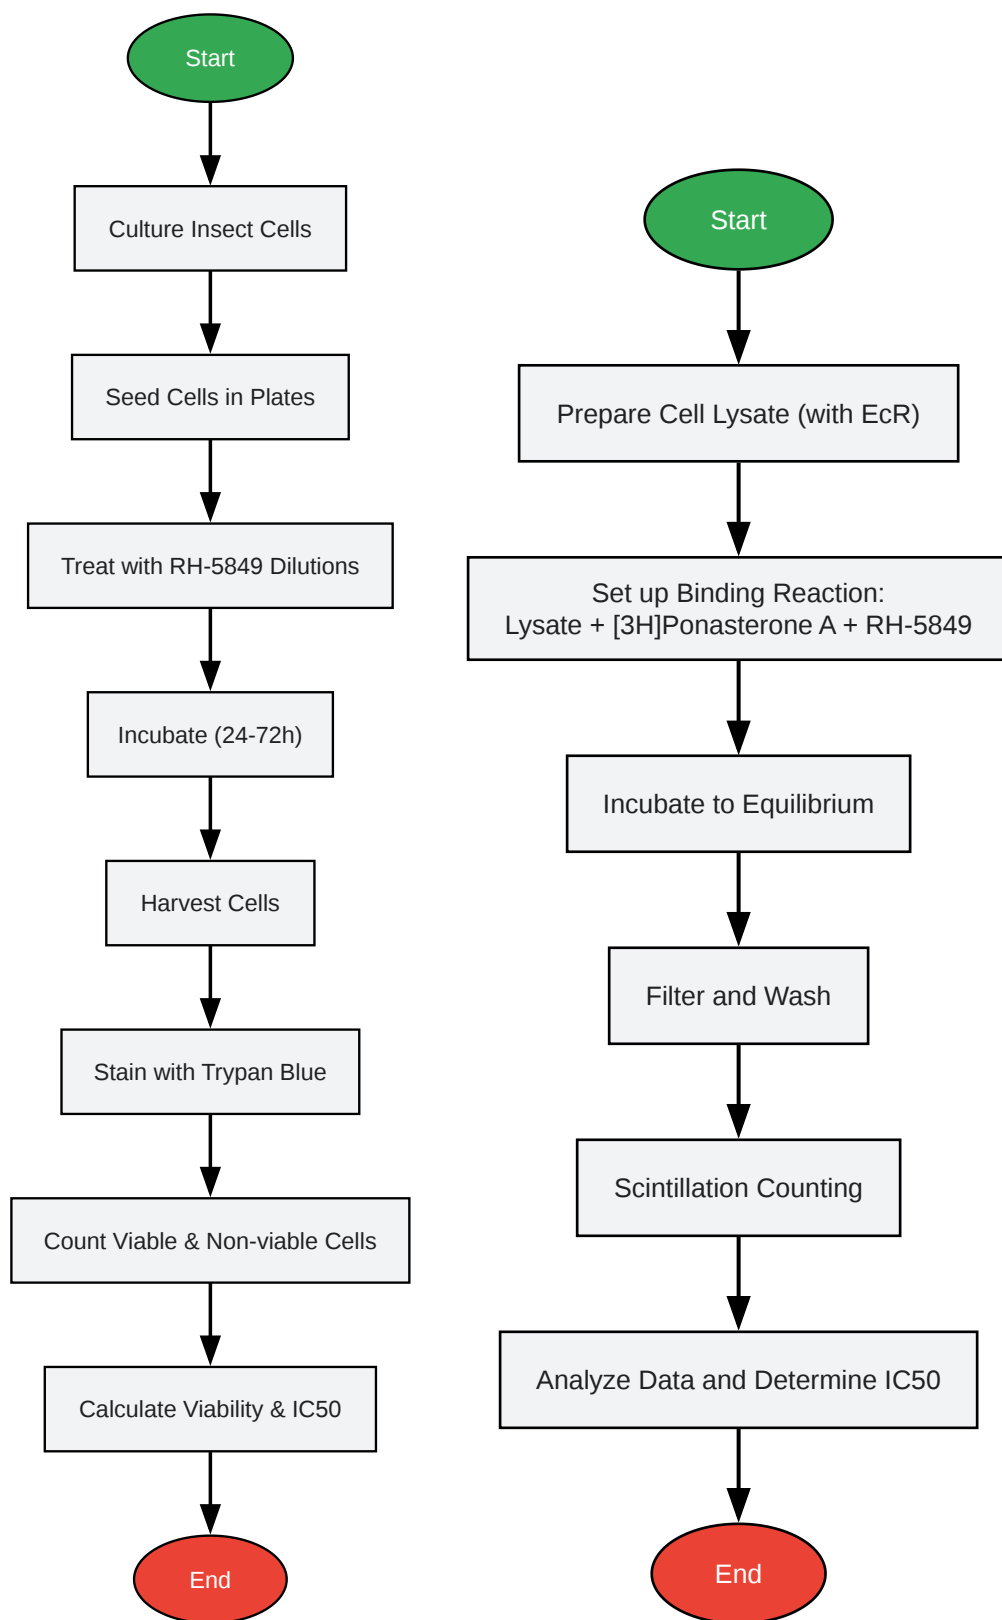 Start
Culture Insect Cells
Seed Cells in Plates
Treat with RH-5849 Dilutions
Incubate (24-72h)
Harvest Cells
Stain with Trypan Blue
Count Viable & Non-viable Cells
Calculate Viability & IC50
End
Start
Prepare Cell Lysate (with EcR)
Set up Binding Reaction:
Lysate + [3H]Ponasterone A + RH-5849
Incubate to Equilibrium
Filter and Wash
Scintillation Counting
Analyze Data and Determine IC50
End